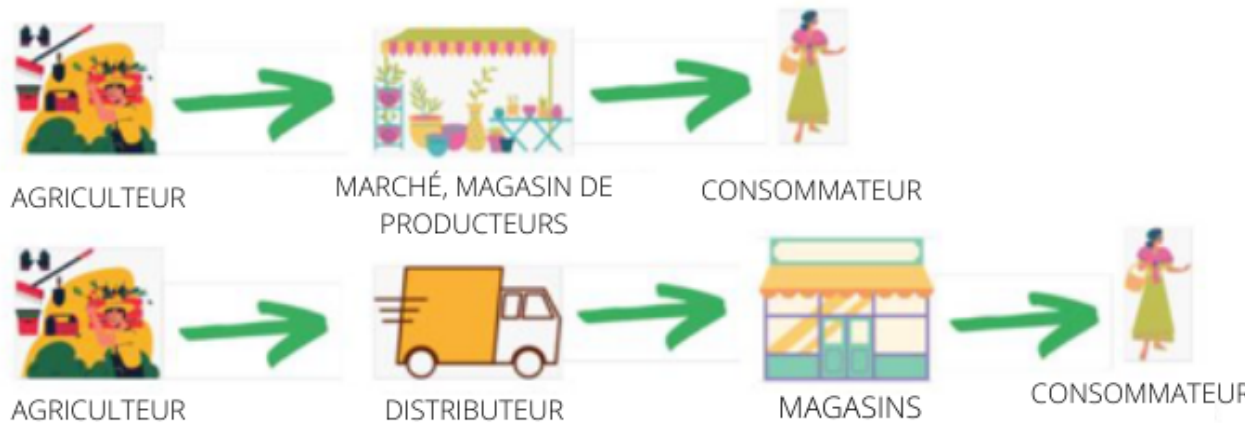 AGRICULTEUR
MARCHÉ, MAGASIN DE
PRODUCTEURS
CONSOMMATEUR
AGRICULTEUR
DISTRIBUTEUR
MAGASINS
CONSOMMATEUR